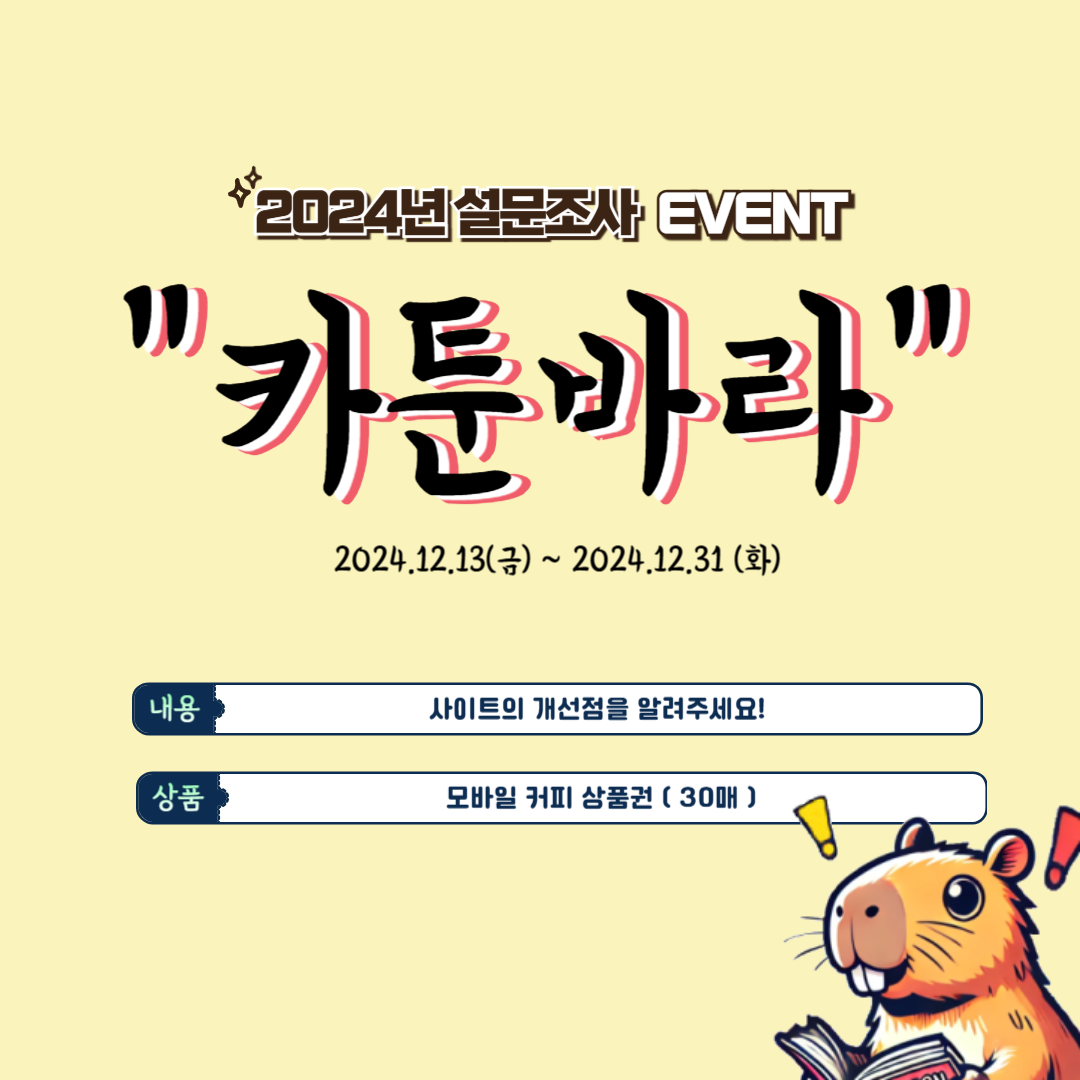 2024년 설문조사 EVENT
"카툰바라"
2024.12.13(금) ~ 2024.12.31 (화)
내용 사이트의 개선점을 알려주세요!
상품 모바일 커피 상품권 ( 30매 )